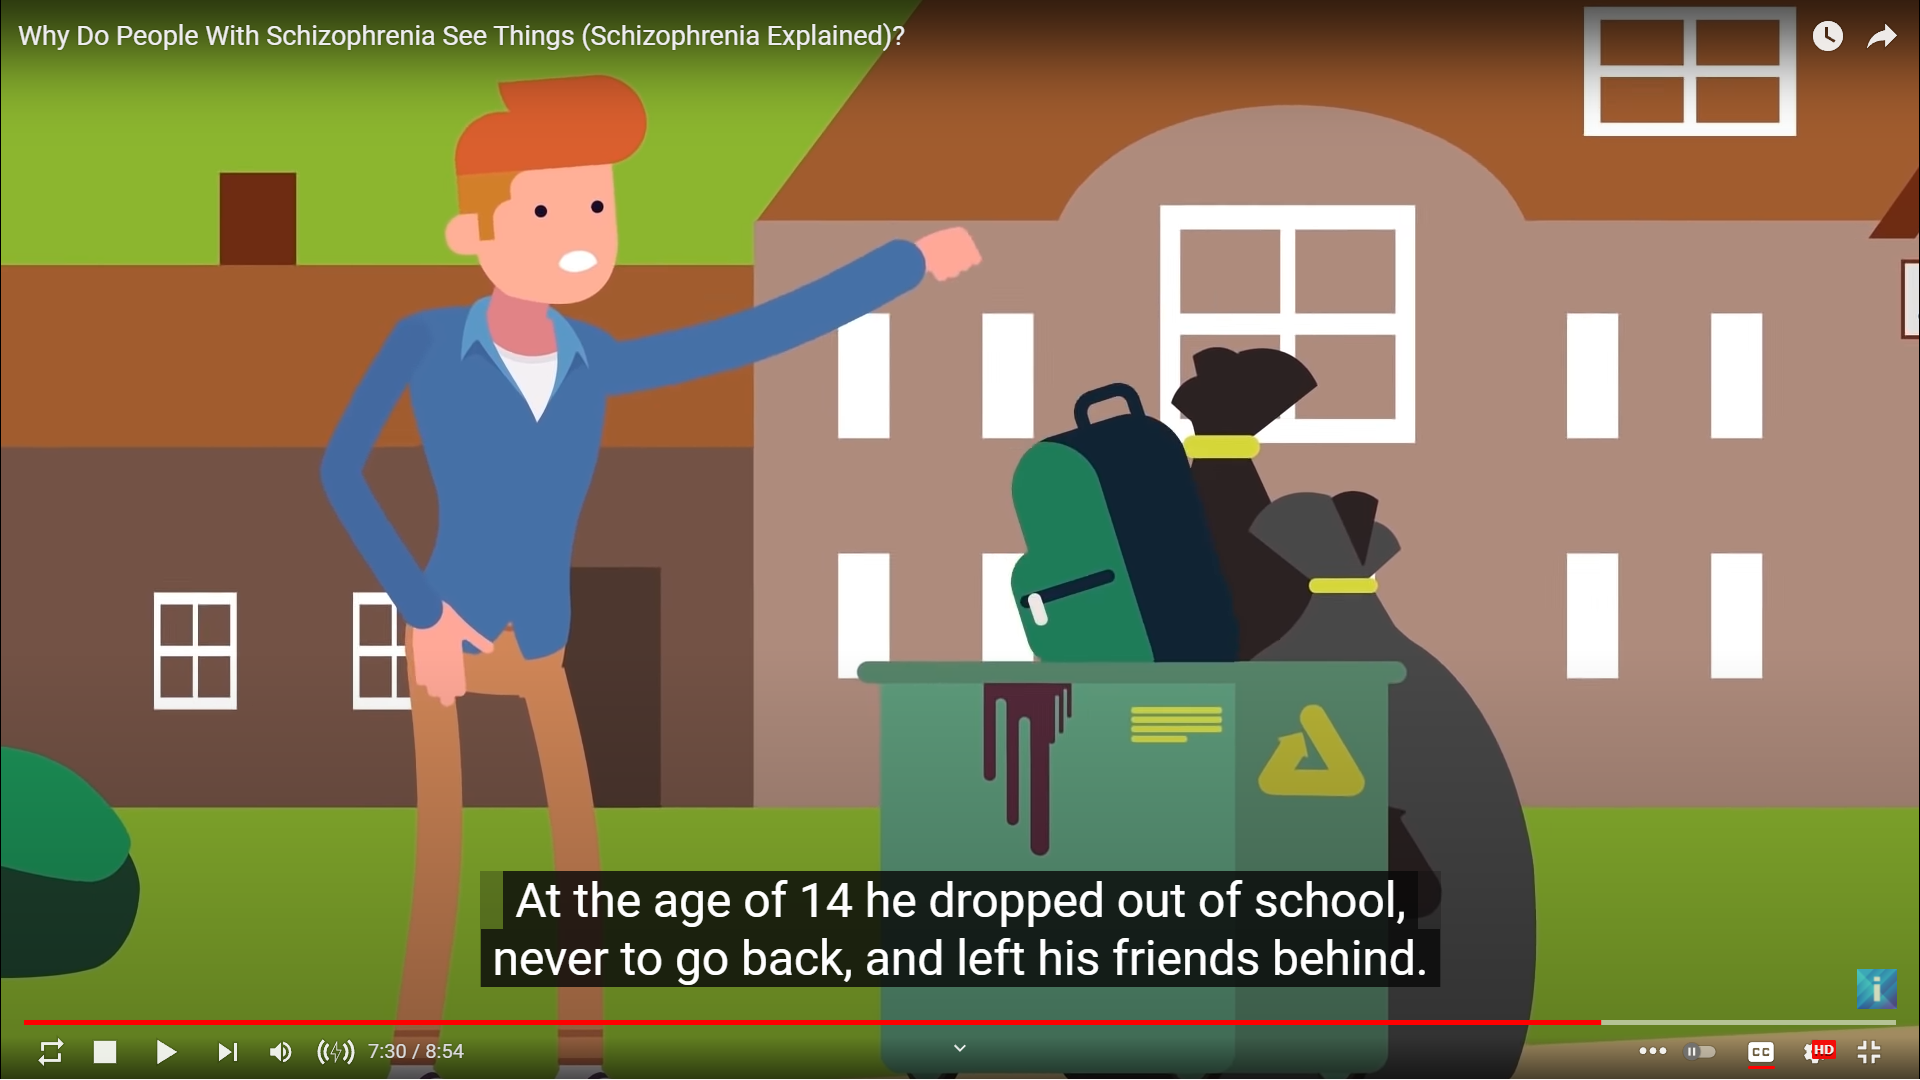 Why Do People With Schizophrenia See Things (Schizophrenia Explained)?
At the age of 14 he dropped out of school,
never to go back, and left his friends behind.
i
7:30 / 8:54
CC
HD